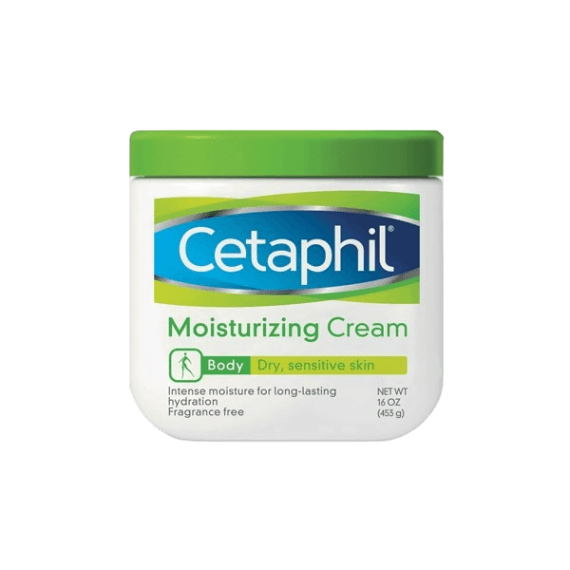 Cetaphil®
Moisturizing Cream
Body Dry, sensitive skin
Intense moisture for long-lasting
hydration
Fragrance free
NET WT
16 OZ
(453 g)